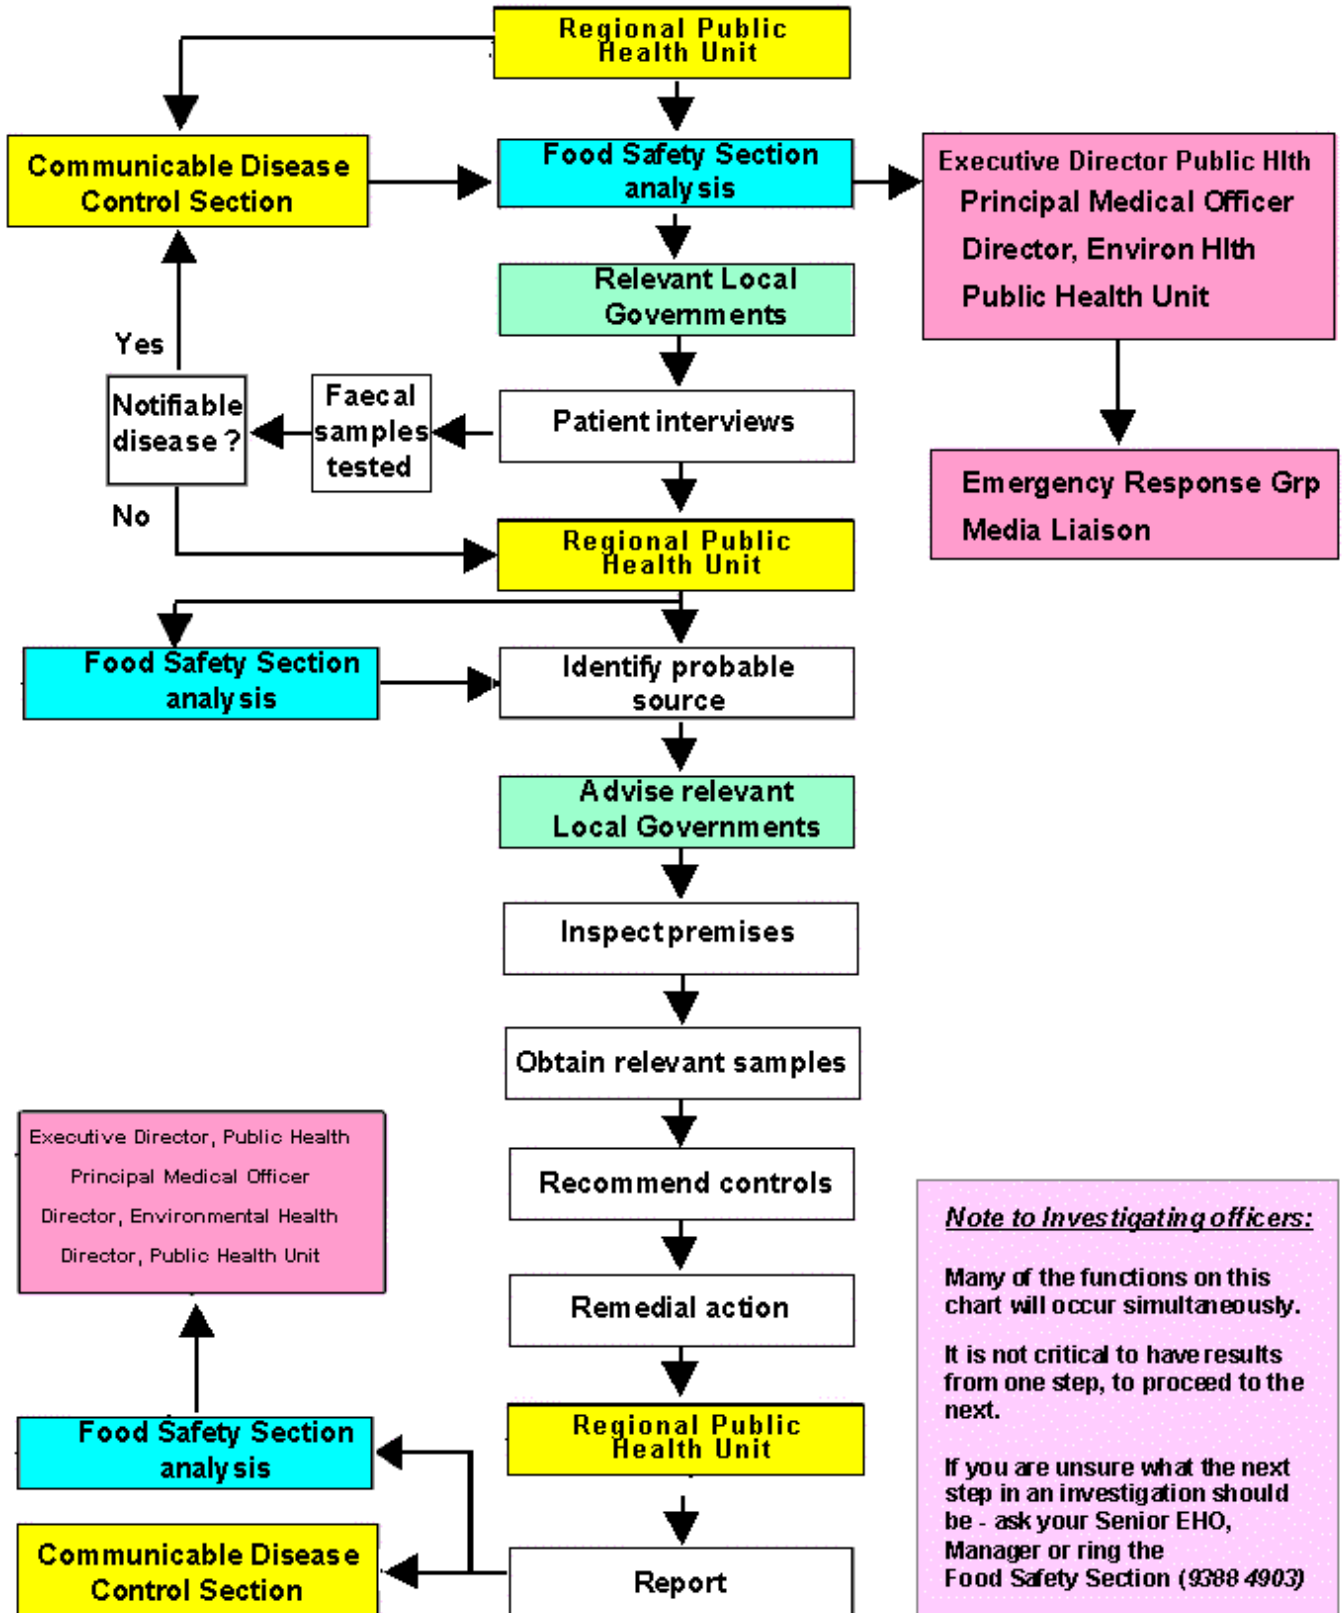 Regional Public
Health Unit
Communicable Disease
Control Section
Food Safety Section
analysis
Executive Director Public Hlth
Principal Medical Officer
Director, Environ Hlth
Public Health Unit
Relevant Local
Governments
Yes
Notifiable
disease ?
Faecal
samples
tested
Patient interviews
Emergency Response Grp
Media Liaison
No
Regional Public
Health Unit
Food Safety Section
analysis
Identify probable
source
Advise relevant
Local Governments
Inspect premises
Obtain relevant samples
Executive Director, Public Health
Principal Medical Officer
Director, Environmental Health
Director, Public Health Unit
Recommend controls
Remedial action
Regional Public
Health Unit
Food Safety Section
analysis
Communicable Disease
Control Section
Report
Note to Investigating officers:
Many of the functions on this
chart will occur simultaneously.
It is not critical to have results
from one step, to proceed to the
next.
If you are unsure what the next
step in an investigation should
be - ask your Senior EHO,
Manager or ring the
Food Safety Section (9388 4903)